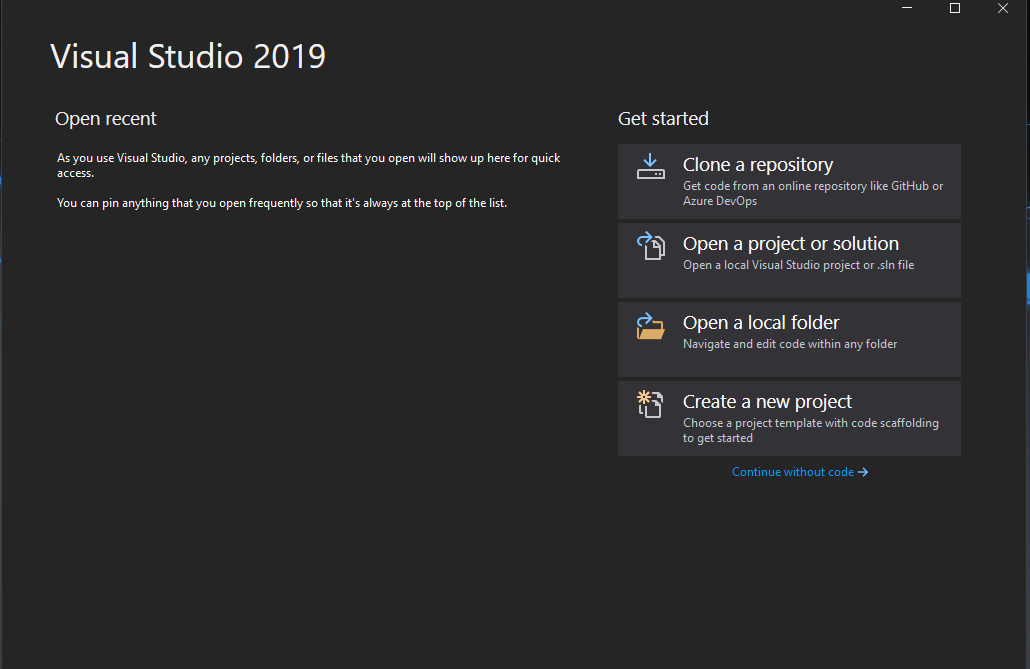 Visual Studio 2019
Open recent
As you use Visual Studio, any projects, folders, or files that you open will show up here for quick
access.
You can pin anything that you open frequently so that it's always at the top of the list.
Get started
Clone a repository
Get code from an online repository like GitHub or
Azure DevOps
Open a project or solution
Open a local Visual Studio project or .sln file
Open a local folder
Navigate and edit code within any folder
Create a new project
Choose a project template with code scaffolding
to get started
Continue without code →